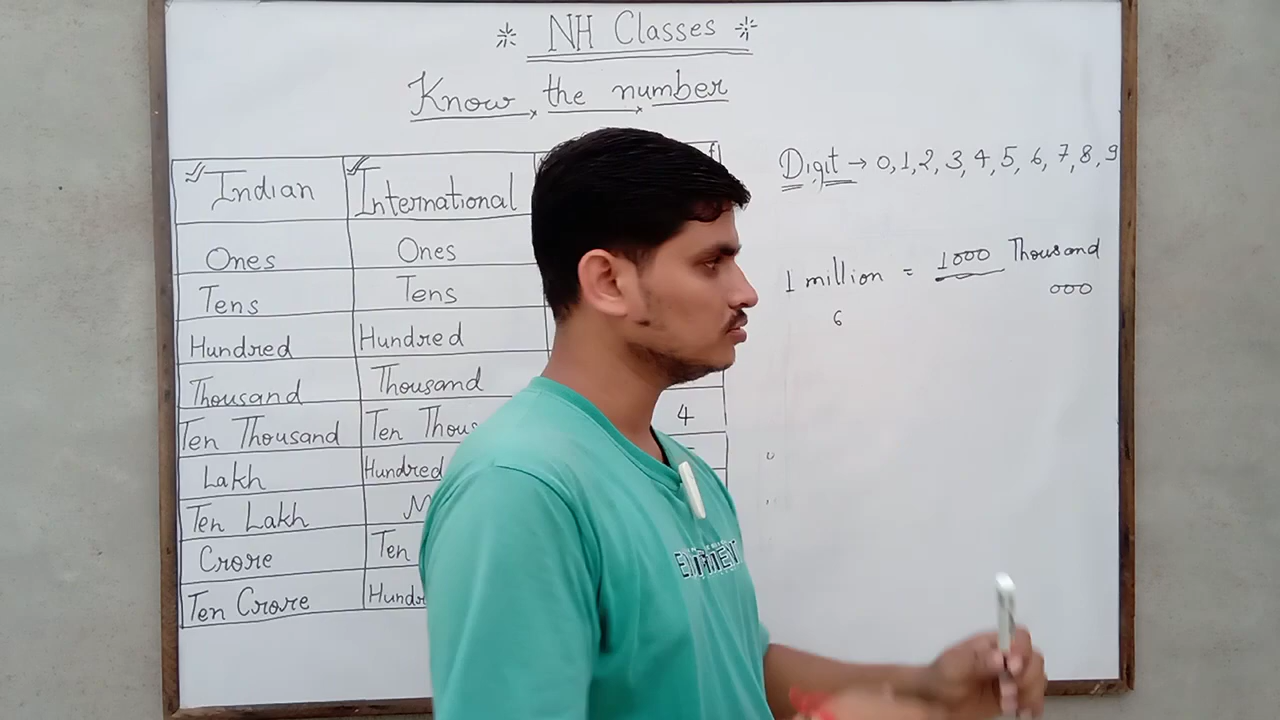 NH Classes
Know the number
Indian International
Ones Ones
Tens Tens
Hundred Hundred
Thousand Thousand
Ten Thousand Ten Thous 4
Lakh Hundred
Ten Lakh M
Crore Ten
Ten Crore Hundr
Digit → 0,1,2,3,4,5,6,7,8,9
1 million = 1000 Thousand
000
6